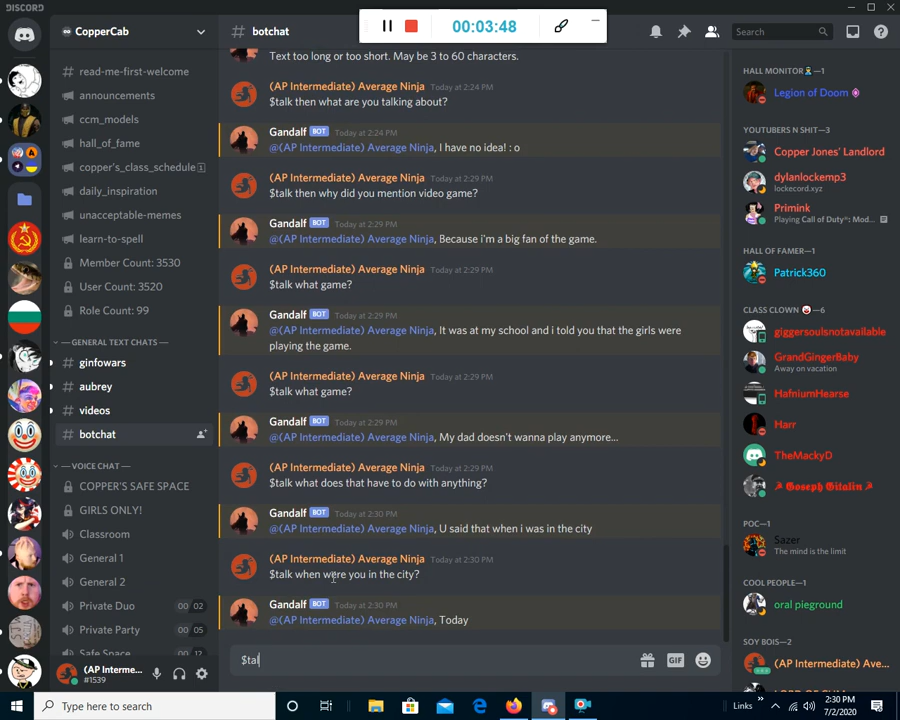 DISCORD
CopperCab
# botchat
00:03:48
Search
read-me-first-welcome
announcements
ccm_models
hall_of_fame
copper's_class_schedule
daily_inspiration
unacceptable-memes
learn-to-spell
Member Count: 3530
User Count: 3520
Role Count: 99
GENERAL TEXT CHATS
# ginfowars
# aubrey
# videos
# botchat
VOICE CHAT
COPPER'S SAFE SPACE
GIRLS ONLY!
Classroom
General 1
General 2
Private Duo 00 02
Private Party 00 05
Safe Space
(AP Interme...
#1539
Text too long or too short. May be 3 to 60 characters.
(AP Intermediate) Average Ninja Today at 2:24 PM
$talk then what are you talking about?
Gandalf BOT Today at 2:24 PM
@(AP Intermediate) Average Ninja, I have no idea! : o
(AP Intermediate) Average Ninja Today at 2:29 PM
$talk then why did you mention video game?
Gandalf BOT Today at 2:29 PM
@(AP Intermediate) Average Ninja, Because i'm a big fan of the game.
(AP Intermediate) Average Ninja Today at 2:29 PM
$talk what game?
Gandalf BOT Today at 2:29 PM
@(AP Intermediate) Average Ninja, It was at my school and i told you that the girls were
playing the game.
(AP Intermediate) Average Ninja Today at 2:29 PM
$talk what game?
Gandalf BOT Today at 2:29 PM
@(AP Intermediate) Average Ninja, My dad doesn't wanna play anymore...
(AP Intermediate) Average Ninja Today at 2:29 PM
$talk what does that have to do with anything?
Gandalf BOT Today at 2:30 PM
@(AP Intermediate) Average Ninja, U said that when i was in the city
(AP Intermediate) Average Ninja Today at 2:30 PM
$talk when were you in the city?
Gandalf BOT Today at 2:30 PM
@(AP Intermediate) Average Ninja, Today
$tal
GIF
HALL MONITOR—1
Legion of Doom
YOUTUBERS N SHIT—3
Copper Jones' Landlord
dylanlockemp3
lockecord.xyz
Primink
Playing Call of Duty®: Mod...
HALL OF FAMER—1
Patrick360
CLASS CLOWN—6
giggersoulsnotavailable
GrandGingerBaby
Away on vacation
HafniumHearse
Harr
TheMackyD
☭ 𝕲𝖔𝖘𝖊𝖕𝖍 𝕲𝖎𝖙𝖆𝖑𝖎𝖓 ☭
POC—1
Sazer
The mind is the limit
COOL PEOPLE—1
oral pieground
SOY BOIS—2
(AP Intermediate) Ave...
Type here to search
Links
2:30 PM
7/2/2020